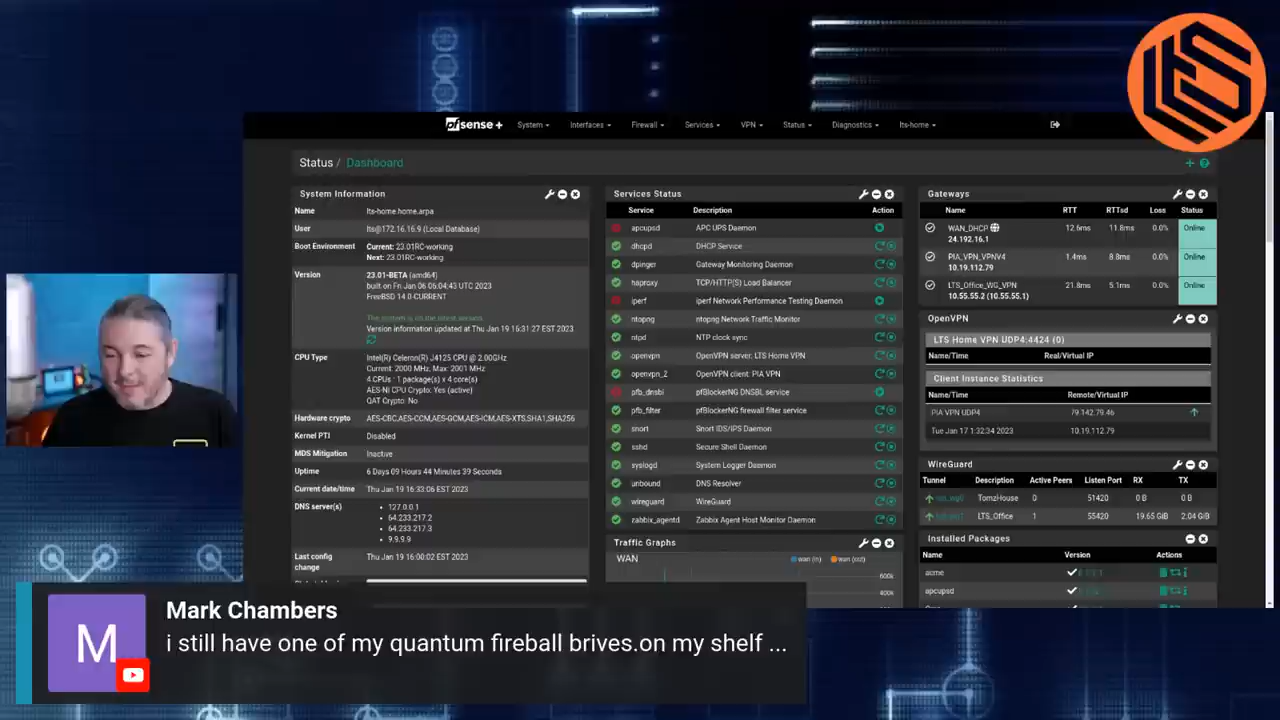 pfsense +
System
Interfaces
Firewall
Services
VPN
Status
Diagnostics
lts-home
Status / Dashboard
System Information
Name lts-home.home.arpa
User lts@172.16.16.9 (Local Database)
Boot Environment Current: 23.01RC-working
Next: 23.01RC-working
Version 23.01-BETA (amd64)
built on Fri Jan 06 06:04:43 UTC 2023
FreeBSD 14.0-CURRENT
The system is on the latest version.
Version information updated at Thu Jan 19 16:31:27 EST 2023
CPU Type Intel(R) Celeron(R) J4125 CPU @ 2.00GHz
Current: 2000 MHz, Max: 2001 MHz
4 CPUs : 1 package(s) x 4 core(s)
AES-NI CPU Crypto: Yes (active)
QAT Crypto: No
Hardware crypto AES-CBC,AES-CCM,AES-GCM,AES-ICM,AES-XTS,SHA1,SHA256
Kernel PTI Disabled
MDS Mitigation Inactive
Uptime 6 Days 09 Hours 44 Minutes 39 Seconds
Current date/time Thu Jan 19 16:33:06 EST 2023
DNS server(s) 127.0.0.1
64.233.217.2
64.233.217.3
9.9.9.9
Last config change Thu Jan 19 16:00:02 EST 2023
Services Status
Service Description Action
apcupsd APC UPS Daemon
dhcpd DHCP Service
dpinger Gateway Monitoring Daemon
haproxy TCP/HTTP(S) Load Balancer
iperf iperf Network Performance Testing Daemon
ntopng ntopng Network Traffic Monitor
ntpd NTP clock sync
openvpn OpenVPN server: LTS Home VPN
openvpn_2 OpenVPN client: PIA VPN
pfb_dnsbl pfBlockerNG DNSBL service
pfb_filter pfBlockerNG firewall filter service
snort Snort IDS/IPS Daemon
sshd Secure Shell Daemon
syslogd System Logger Daemon
unbound DNS Resolver
wireguard WireGuard
zabbix_agentd Zabbix Agent Host Monitor Daemon
Traffic Graphs
WAN
wan (in) wan (out)
600k
400k
Gateways
Name RTT RTTsd Loss Status
WAN_DHCP 12.6ms 11.8ms 0.0% Online
24.192.16.1
PIA_VPN_VPNV4 1.4ms 8.8ms 0.0% Online
10.19.112.79
LTS_Office_WG_VPN 21.8ms 5.1ms 0.0% Online
10.55.55.2 (10.55.55.1)
OpenVPN
LTS Home VPN UDP4:4424 (0)
Name/Time Real/Virtual IP
Client Instance Statistics
Name/Time Remote/Virtual IP
PIA VPN UDP4 79.142.79.46
Tue Jan 17 1:32:34 2023 10.19.112.79
WireGuard
Tunnel Description Active Peers Listen Port RX TX
TomzHouse 0 51420 0 B 0 B
LTS_Office 1 55420 19.65 GiB 2.04 GiB
Installed Packages
Name Version Actions
acme
apcupsd
M
Mark Chambers
i still have one of my quantum fireball brives.on my shelf ...